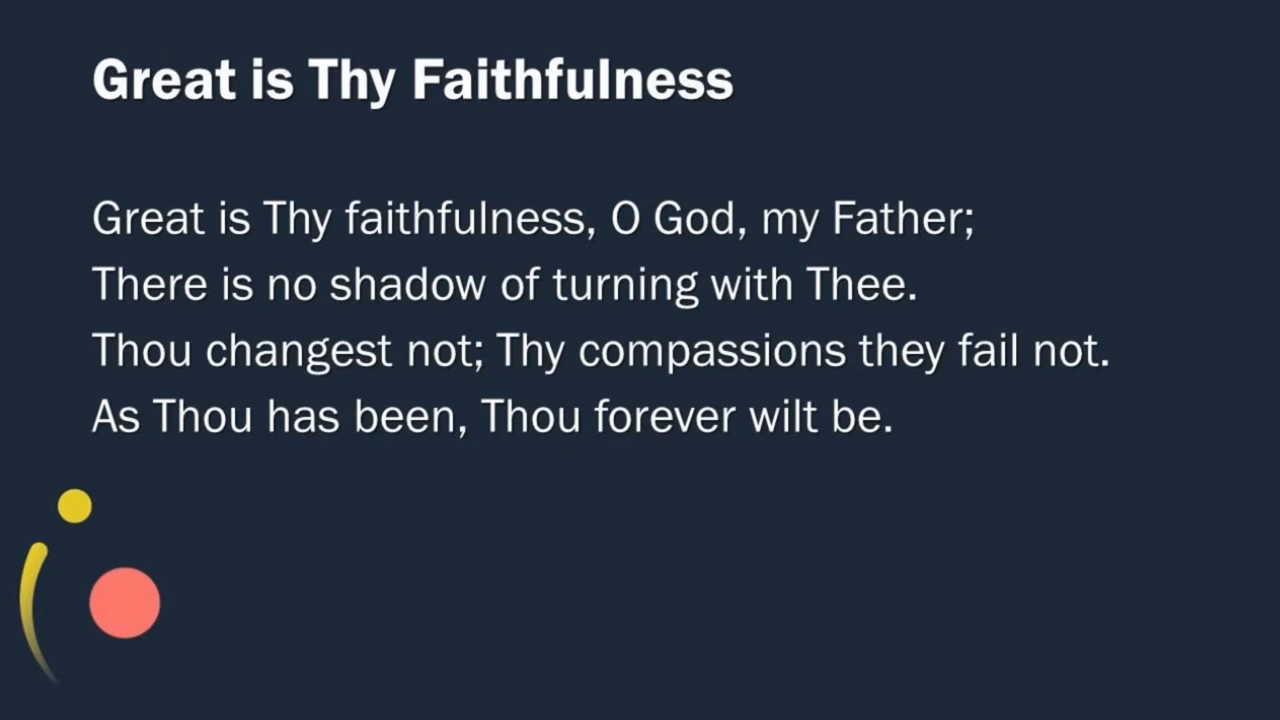 Great is Thy Faithfulness
Great is Thy faithfulness, O God, my Father;
There is no shadow of turning with Thee.
Thou changest not; Thy compassions they fail not.
As Thou has been, Thou forever wilt be.